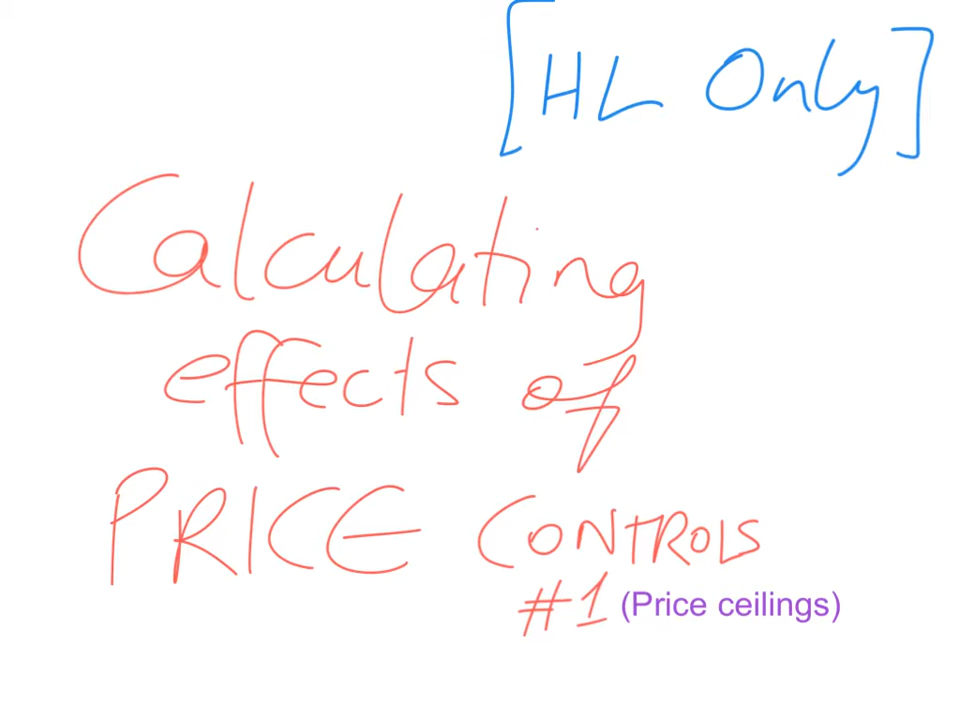 [HL Only]
Calculating
effects of
PRICE CONTROLS
#1 (Price ceilings)